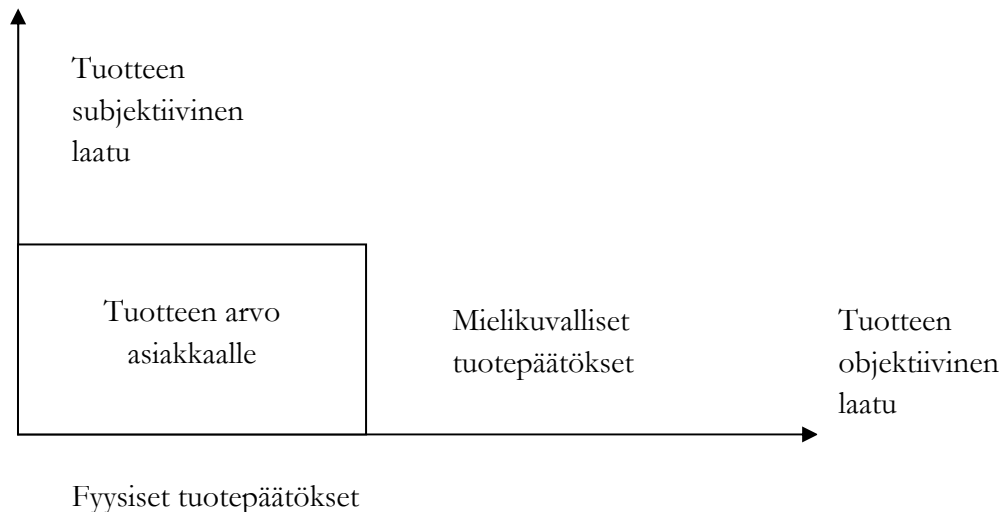 Tuotteen
subjektiivinen
laatu
Tuotteen arvo
asiakkaalle
Mielikuvalliset
tuotepäätökset
Tuotteen
objektiivinen
laatu
Fyysiset tuotepäätökset